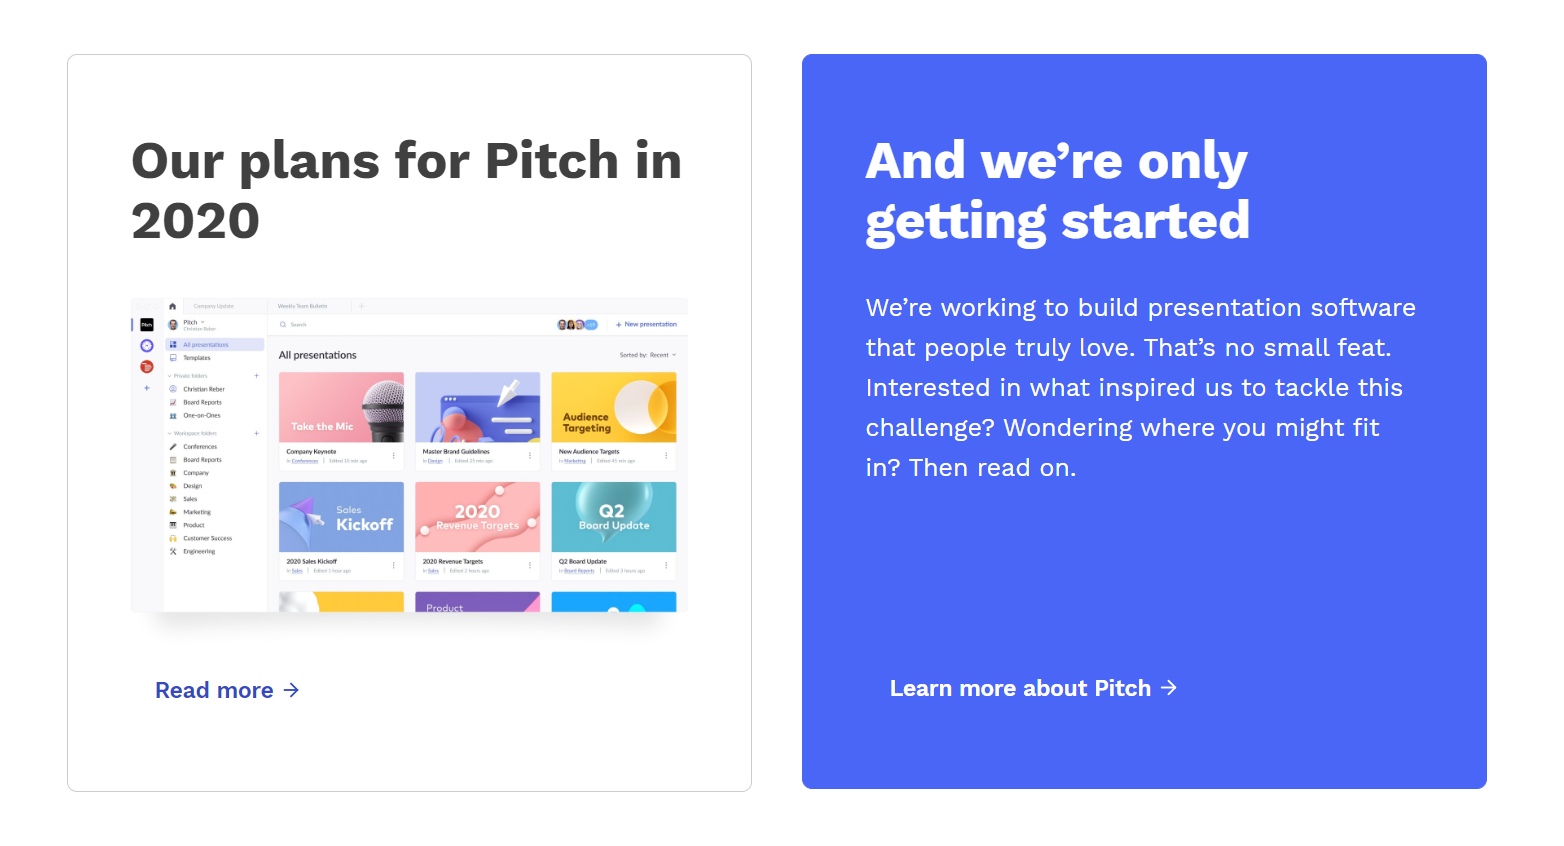 Our plans for Pitch in
2020
Company Update
Weekly Team Bulletin
Pitch
Pitch
Christian Reber
Search
New presentation
All presentations
Templates
Private folders
Christian Reber
Board Reports
One-on-Ones
Workspace folders
Conferences
Board Reports
Company
Design
Sales
Marketing
Product
Customer Success
Engineering
All presentations
Sorted by: Recent
Take the Mic
Company Keynote
in Conferences | Edited 10 min ago
Master Brand Guidelines
in Design | Edited 25 min ago
Audience
Targeting
New Audience Targets
in Marketing | Edited 45 min ago
Sales
Kickoff
2020 Sales Kickoff
in Sales | Edited 1 hour ago
2020
Revenue Targets
2020 Revenue Targets
in Sales | Edited 2 hours ago
Q2
Board Update
Q2 Board Update
in Board Reports | Edited 3 hours ago
Product
Read more →
And we’re only
getting started
We’re working to build presentation software
that people truly love. That’s no small feat.
Interested in what inspired us to tackle this
challenge? Wondering where you might fit
in? Then read on.
Learn more about Pitch →